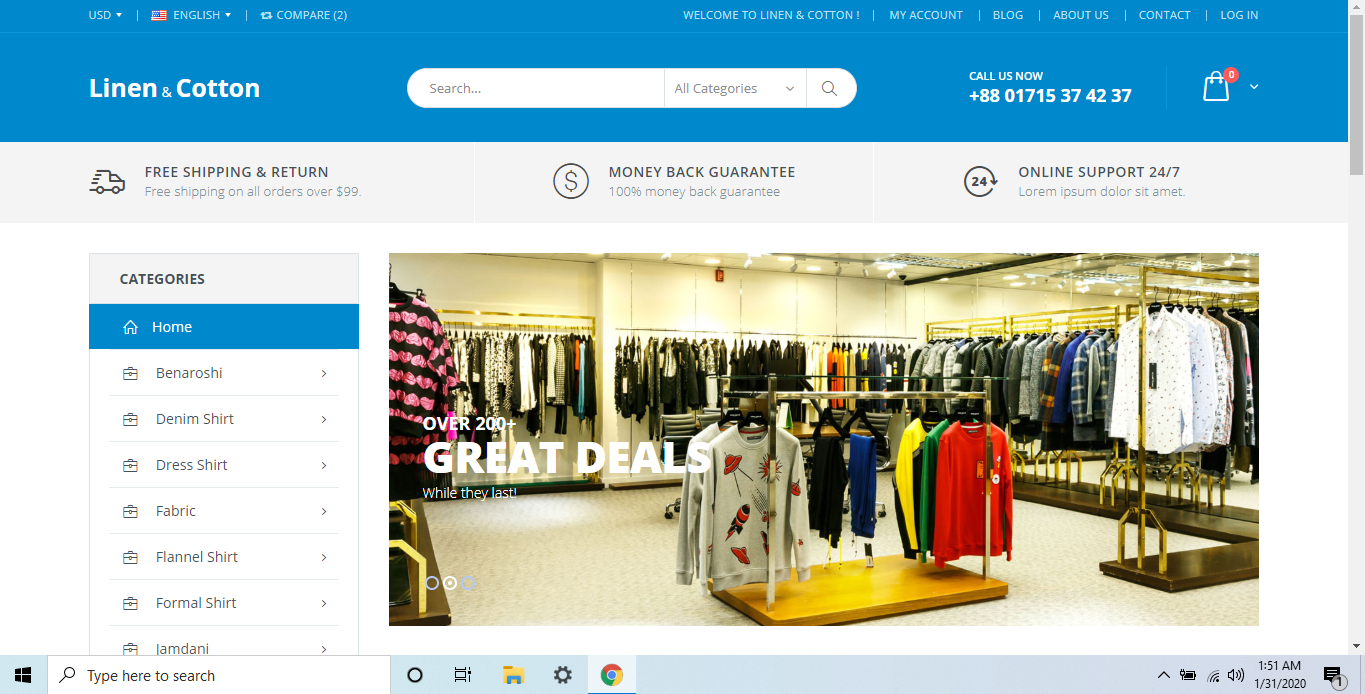 USD
ENGLISH
COMPARE (2)
WELCOME TO LINEN & COTTON !
MY ACCOUNT
BLOG
ABOUT US
CONTACT
LOG IN
Linen & Cotton
Search...
All Categories
CALL US NOW
+88 01715 37 42 37
0
FREE SHIPPING & RETURN
Free shipping on all orders over $99.
$
MONEY BACK GUARANTEE
100% money back guarantee
24
ONLINE SUPPORT 24/7
Lorem ipsum dolor sit amet.
CATEGORIES
Home
Benaroshi
Denim Shirt
Dress Shirt
Fabric
Flannel Shirt
Formal Shirt
Jamdani
OVER 200+
GREAT DEALS
While they last!
Type here to search
1:51 AM
1/31/2020
1